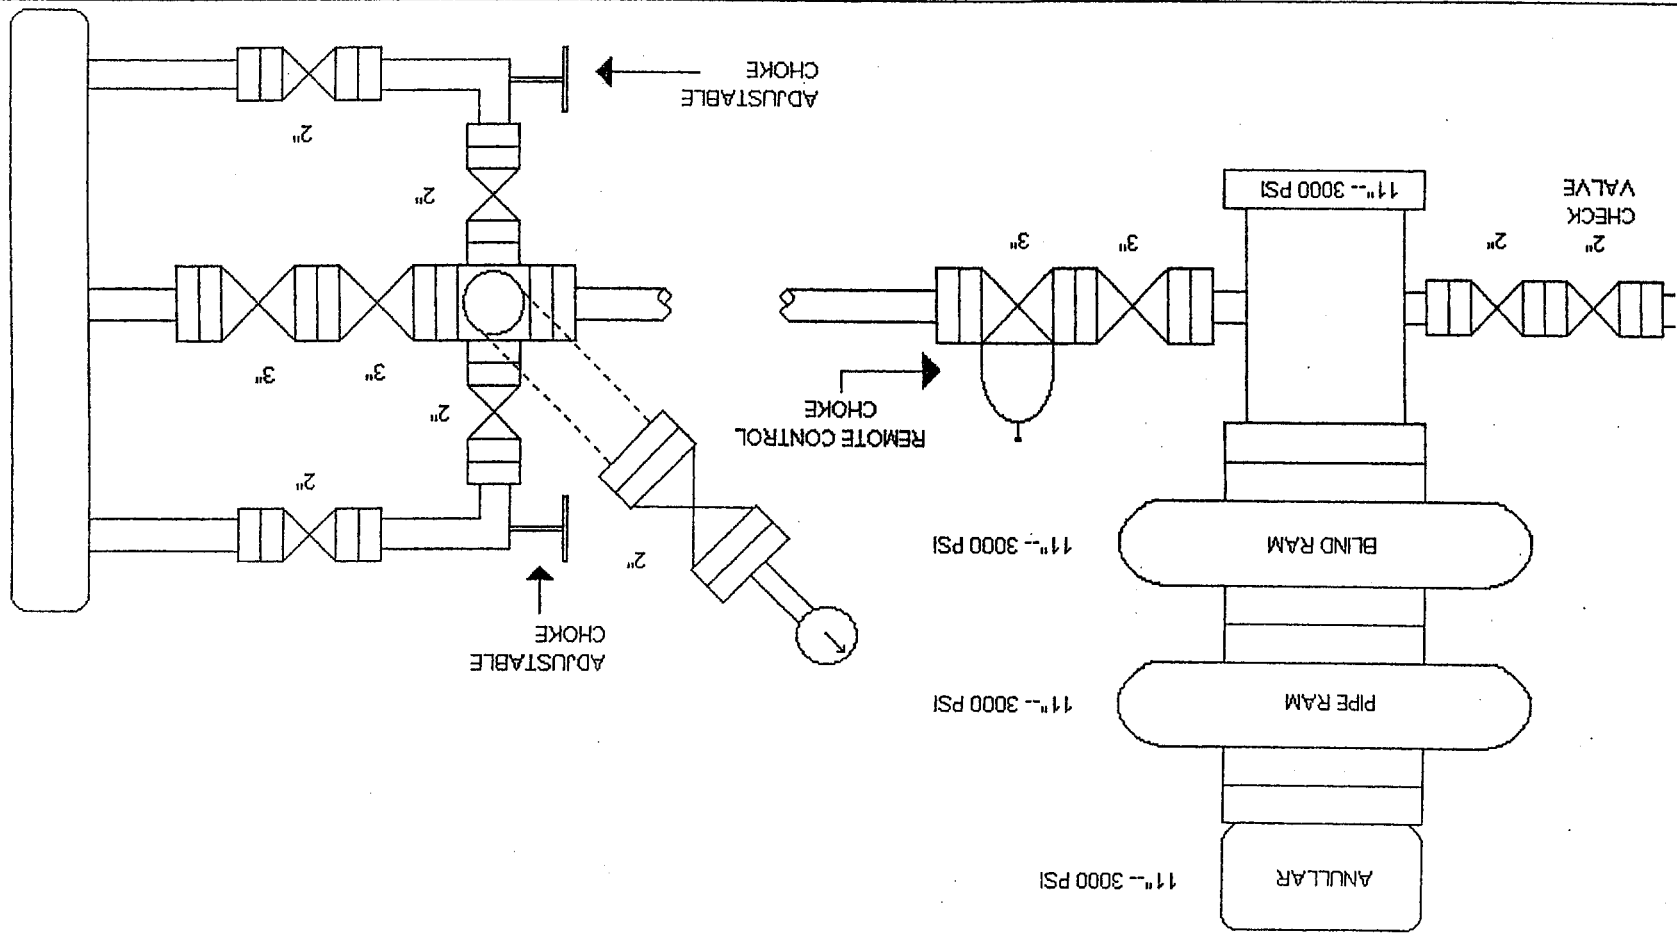 ANULLAR
11"-- 3000 PSI
PIPE RAM
11"-- 3000 PSI
BLIND RAM
11"-- 3000 PSI
2"
CHECK
VALVE
2"
11"-- 3000 PSI
3"
3"
REMOTE CONTROL
CHOKE
ADJUSTABLE
CHOKE
2"
2"
2"
3"
3"
2"
2"
ADJUSTABLE
CHOKE